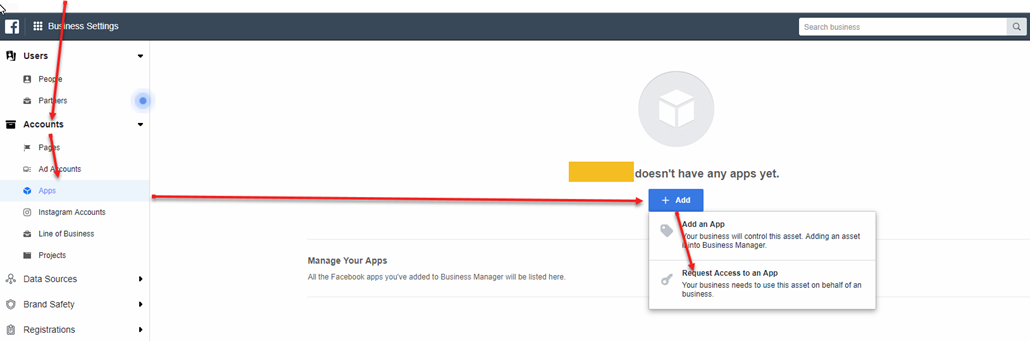 Business Settings
Search business
Users
People
Partners
Accounts
Pages
Ad Accounts
Apps
Instagram Accounts
Line of Business
Projects
Data Sources
Brand Safety
Registrations
doesn't have any apps yet.
+ Add
Add an App
Your business will control this asset. Adding an asset
into Business Manager.
Request Access to an App
Your business needs to use this asset on behalf of an
business.
Manage Your Apps
All the Facebook apps you've added to Business Manager will be listed here.